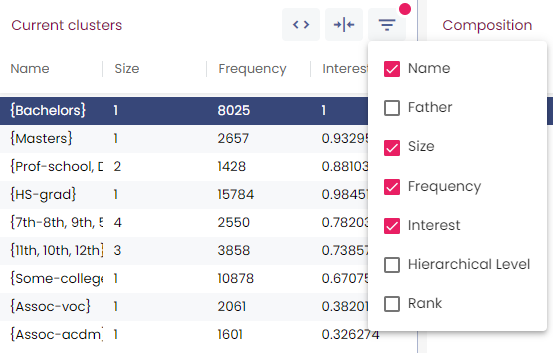 Current clusters
Composition
Name Size Frequency Interest
{Bachelors} 1 8025 1
{Masters} 1 2657 0.93295
{Prof-school, D 2 1428 0.88103
{HS-grad} 1 15784 0.9845
{7th-8th, 9th, 5 4 2550 0.78203
{11th, 10th, 12th} 3 3858 0.73857
{Some-college 1 10878 0.67075
{Assoc-voc} 1 2061 0.38201
{Assoc-acdm} 1 1601 0.326274
Name
Father
Size
Frequency
Interest
Hierarchical Level
Rank